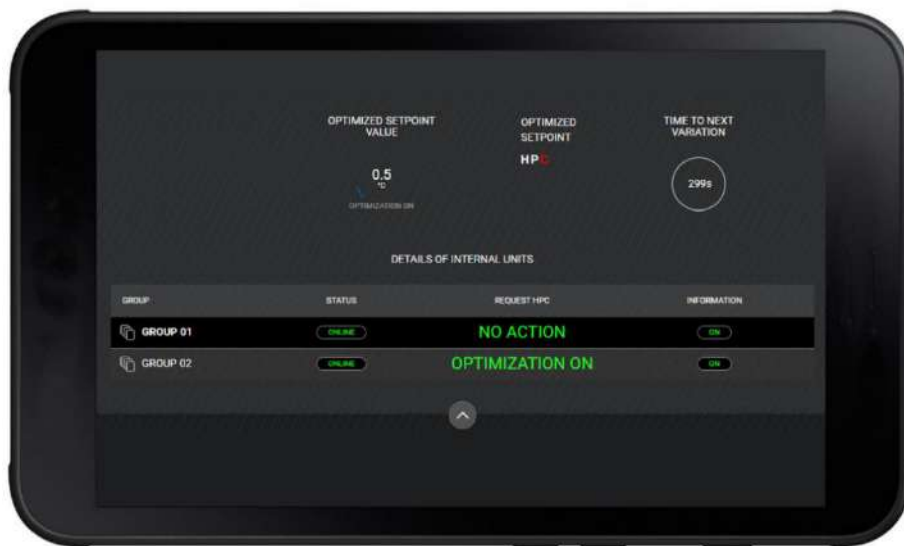 OPTIMIZED SETPOINT
VALUE
0.5
°C
OPTIMIZATION ON
OPTIMIZED
SETPOINT
HPC
TIME TO NEXT
VARIATION
299s
DETAILS OF INTERNAL UNITS
GROUP STATUS REQUEST HPC INFORMATION
GROUP 01 ONLINE NO ACTION ON
GROUP 02 ONLINE OPTIMIZATION ON ON